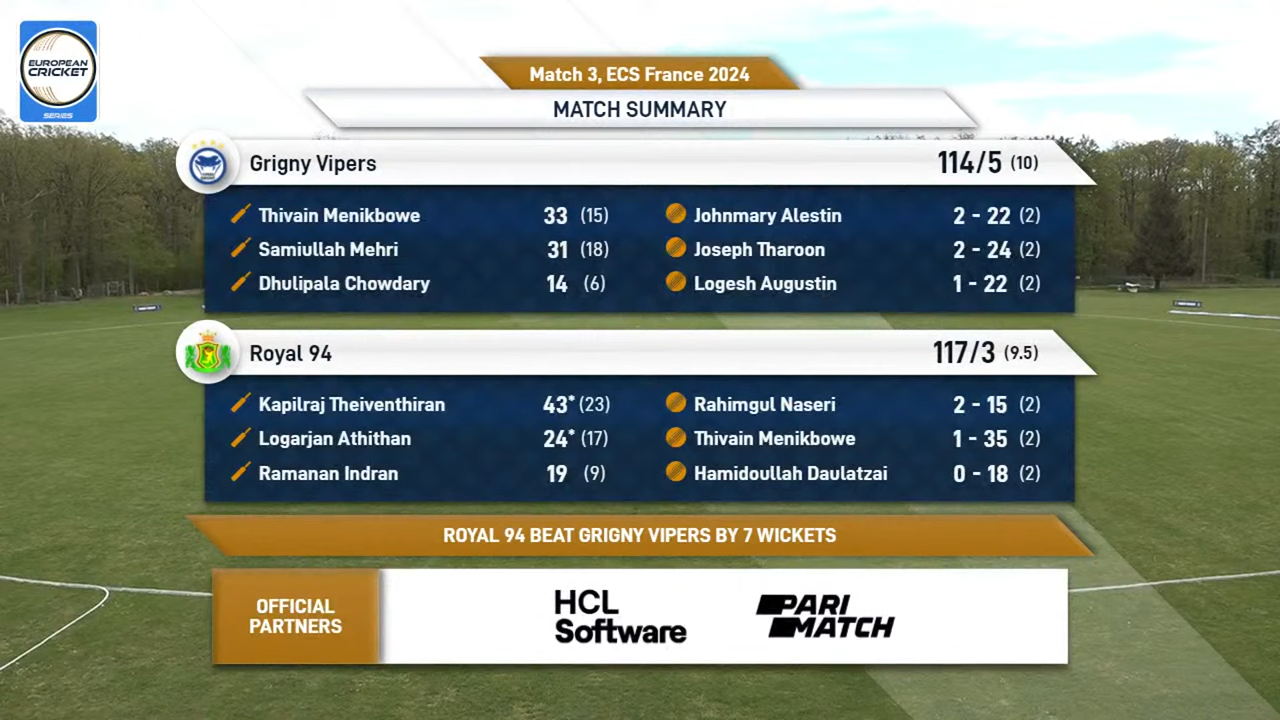 EUROPEAN
CRICKET
SERIES
Match 3, ECS France 2024
MATCH SUMMARY
Grigny Vipers 114/5 (10)
Thivain Menikbowe 33 (15) Johnmary Alestin 2 - 22 (2)
Samiullah Mehri 31 (18) Joseph Tharoon 2 - 24 (2)
Dhulipala Chowdary 14 (6) Logesh Augustin 1 - 22 (2)
Royal 94 117/3 (9.5)
Kapilraj Theiventhiran 43* (23) Rahimgul Naseri 2 - 15 (2)
Logarjan Athithan 24* (17) Thivain Menikbowe 1 - 35 (2)
Ramanan Indran 19 (9) Hamidoullah Daulatzai 0 - 18 (2)
ROYAL 94 BEAT GRIGNY VIPERS BY 7 WICKETS
OFFICIAL
PARTNERS
HCL
Software
PARI
MATCH